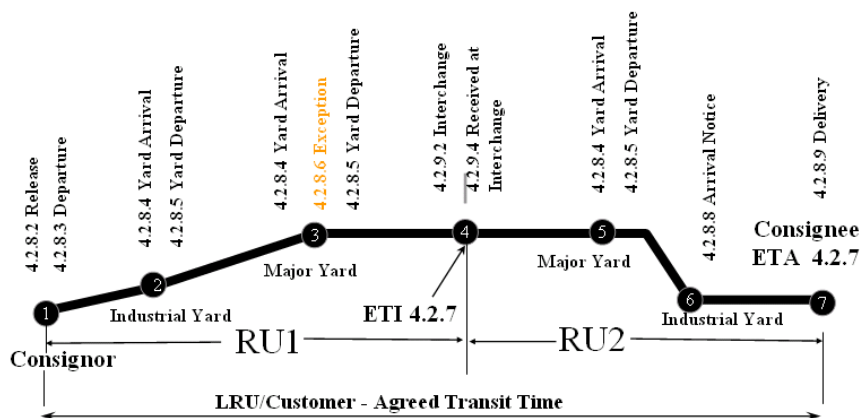 4.2.8.2 Release
4.2.8.3 Departure
4.2.8.4 Yard Arrival
4.2.8.5 Yard Departure
4.2.8.4 Yard Arrival
4.2.8.6 Exception
4.2.8.5 Yard Departure
4.2.9.2 Interchange
4.2.9.4 Received at
Interchange
4.2.8.4 Yard Arrival
4.2.8.5 Yard Departure
4.2.8.8 Arrival Notice
4.2.8.9 Delivery
1
2
3
4
5
6
7
Consignee
ETA 4.2.7
Major Yard
Major Yard
Industrial Yard
ETI 4.2.7
Industrial Yard
Consignor
RU1
RU2
LRU/Customer - Agreed Transit Time